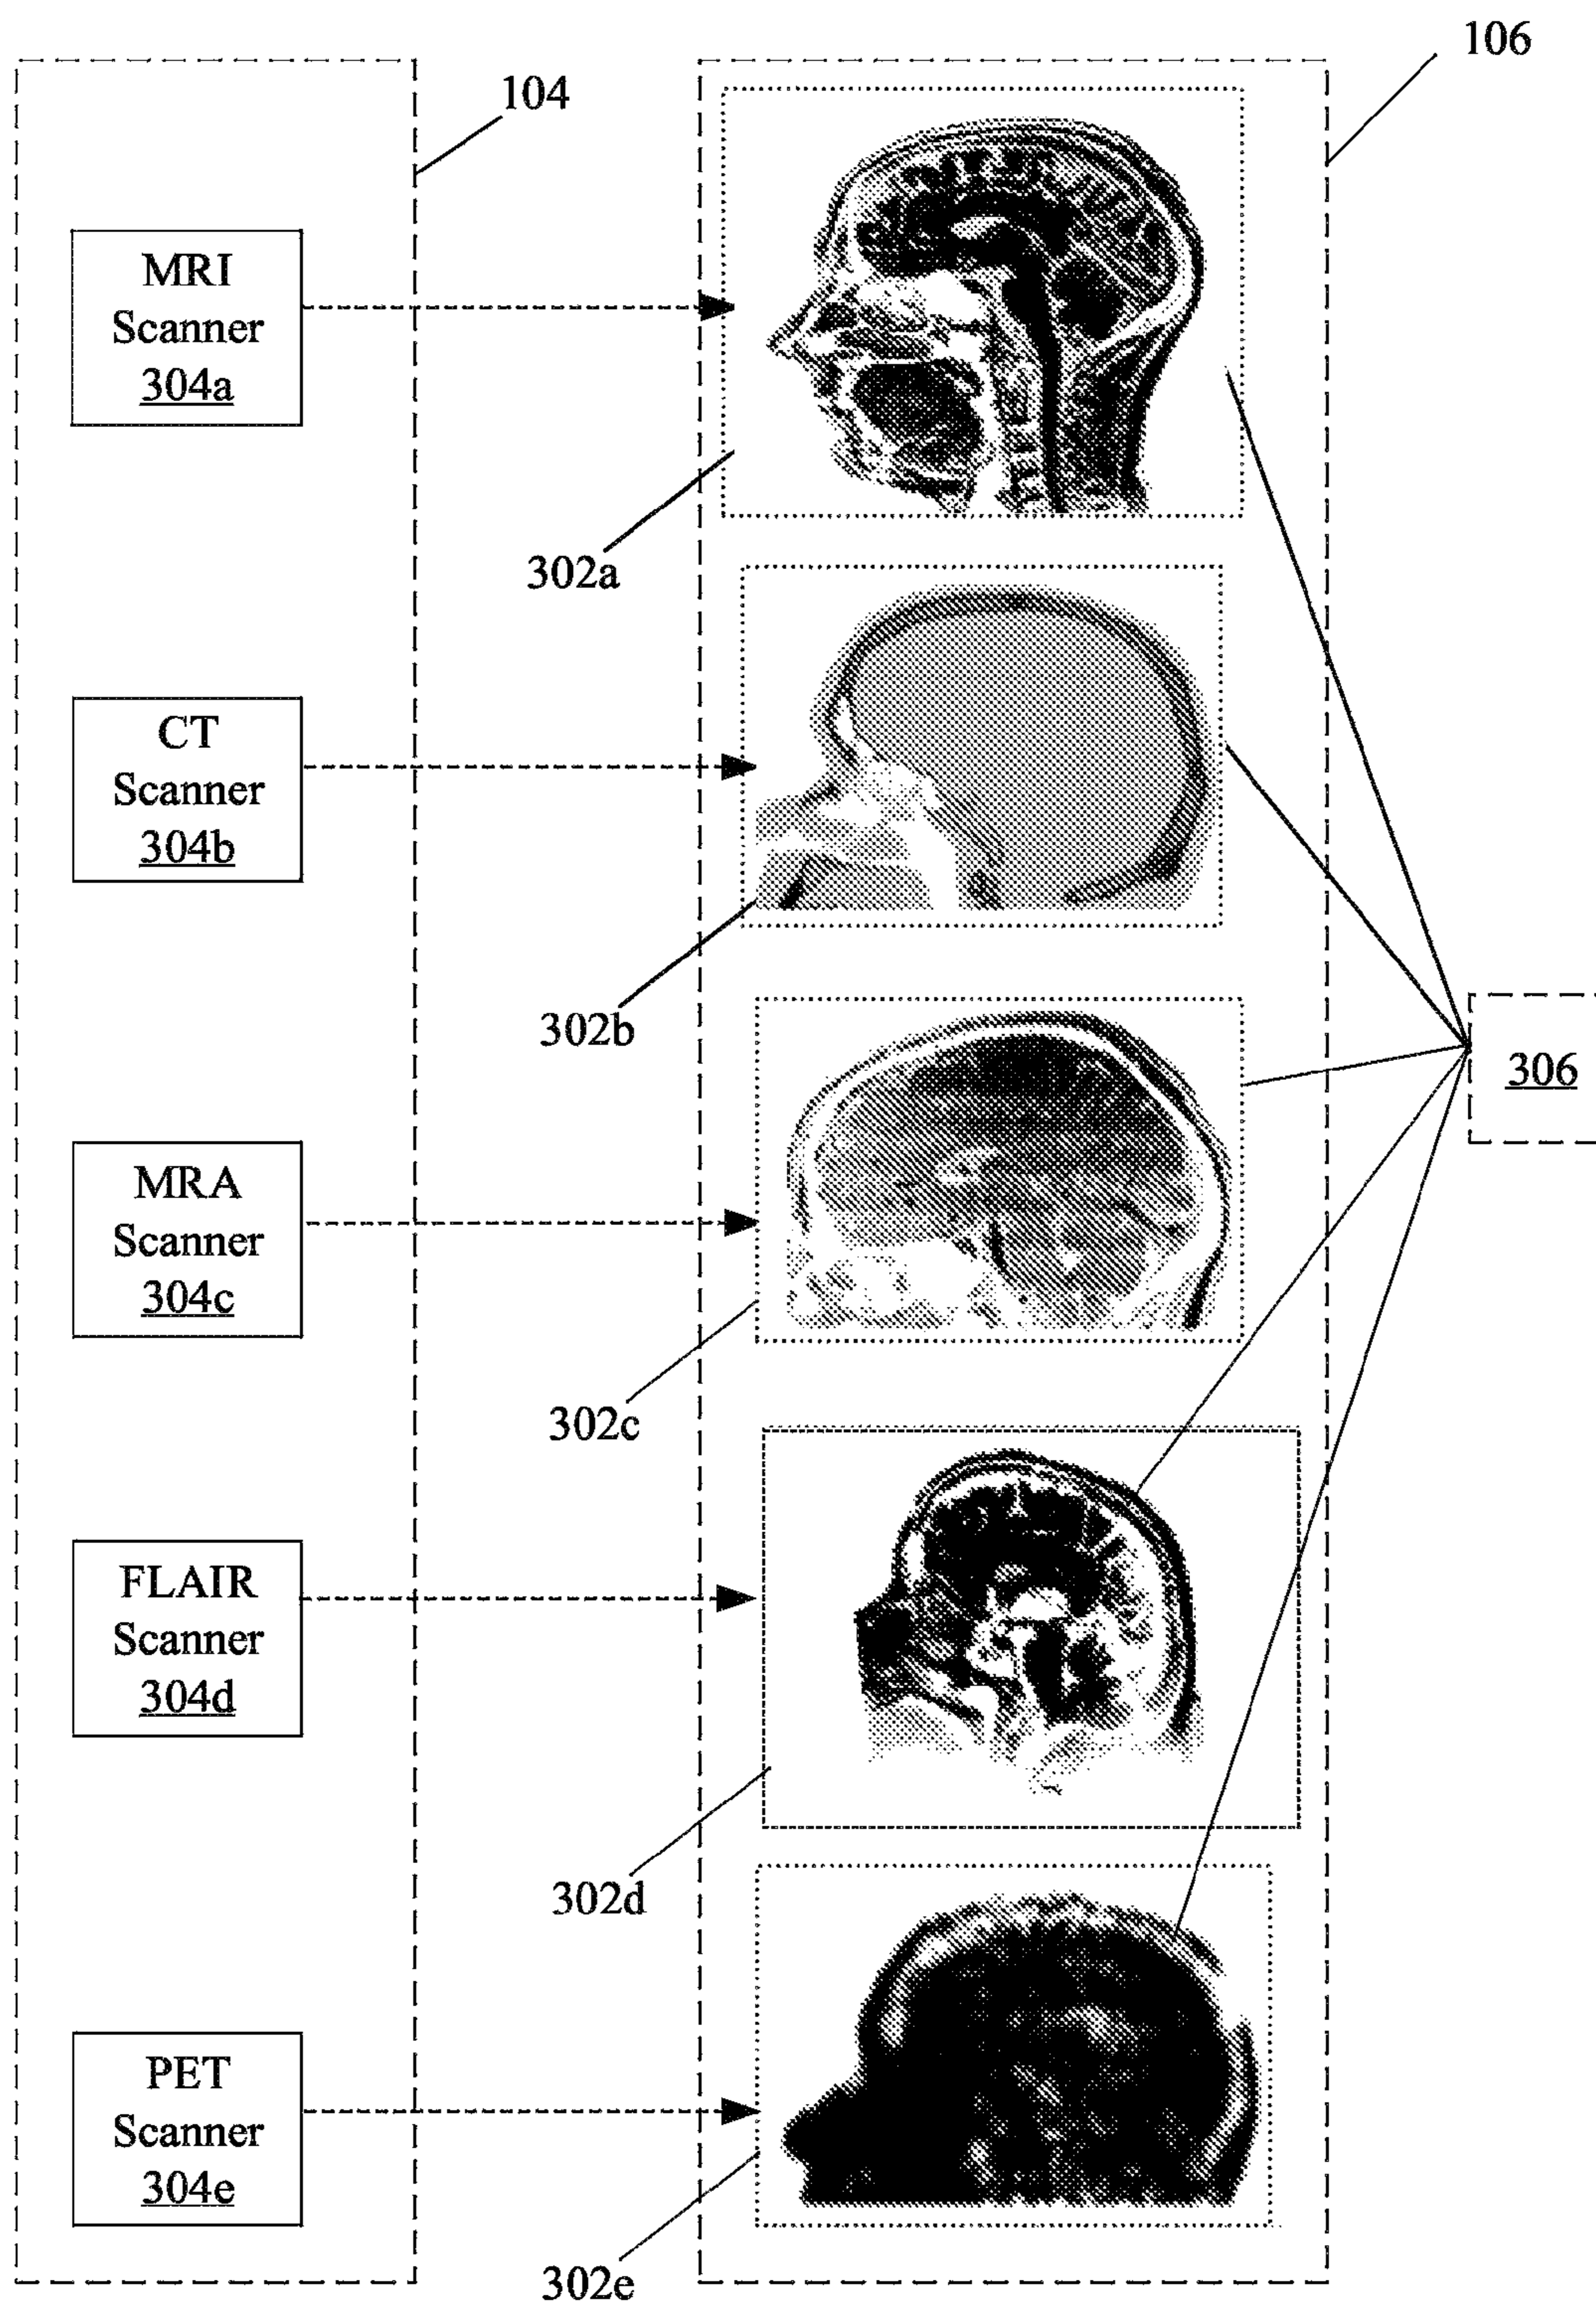 106
104
MRI
Scanner
304a
302a
CT
Scanner
304b
302b
306
MRA
Scanner
304c
302c
FLAIR
Scanner
304d
302d
PET
Scanner
304e
302e